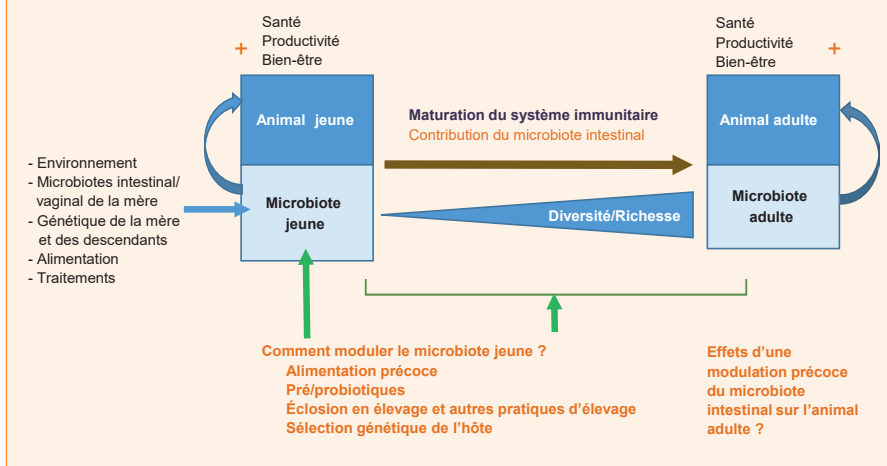 Santé
Productivité
Bien-être
+
Animal jeune
Microbiote
jeune
- Environnement
- Microbiotes intestinal/
vaginal de la mère
- Génétique de la mère
et des descendants
- Alimentation
- Traitements
Maturation du système immunitaire
Contribution du microbiote intestinal
Diversité/Richesse
Santé
Productivité
Bien-être
+
Animal adulte
Microbiote
adulte
Comment moduler le microbiote jeune ?
Alimentation précoce
Pré/probiotiques
Éclosion en élevage et autres pratiques d’élevage
Sélection génétique de l’hôte
Effets d’une
modulation précoce
du microbiote
intestinal sur l’animal
adulte ?